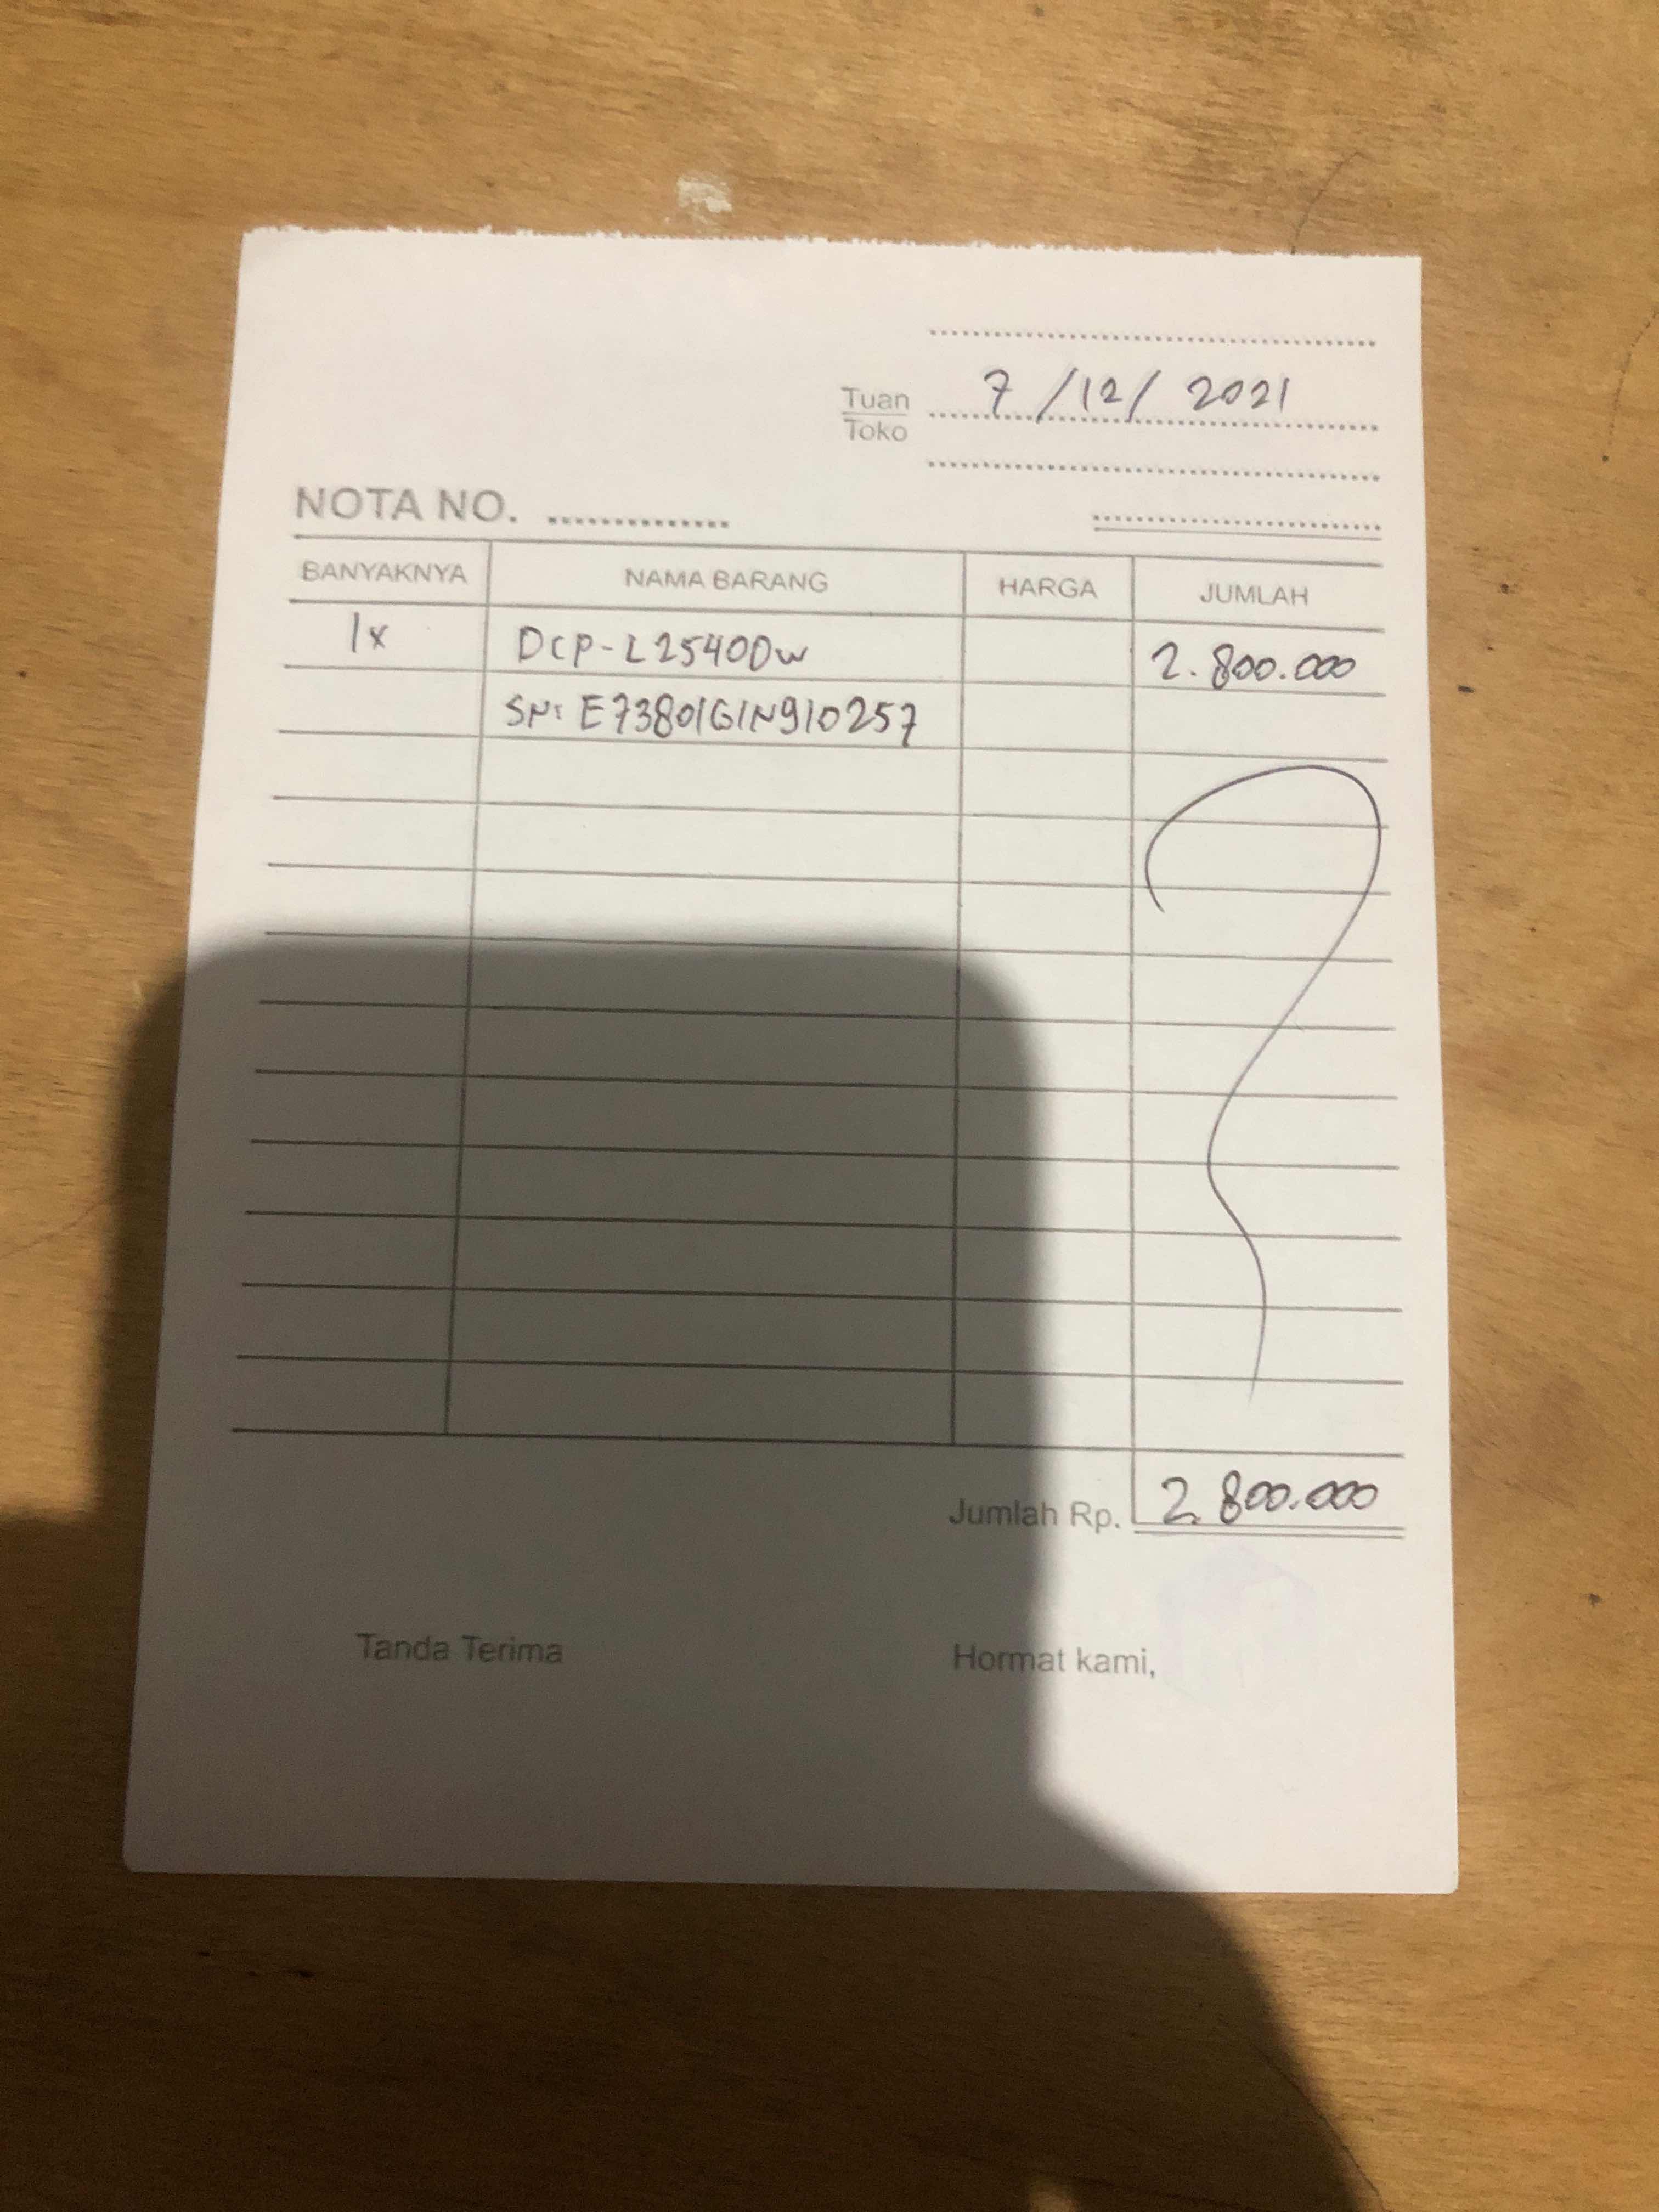 7/12/2021
Tuan
Toko
NOTA NO.
BANYAKNYA NAMA BARANG HARGA JUMLAH
1x DCP-L2540DW 2.800.000
SN: E73801G1N910257
Jumlah Rp. 2.800.000
Tanda Terima Hormat kami,